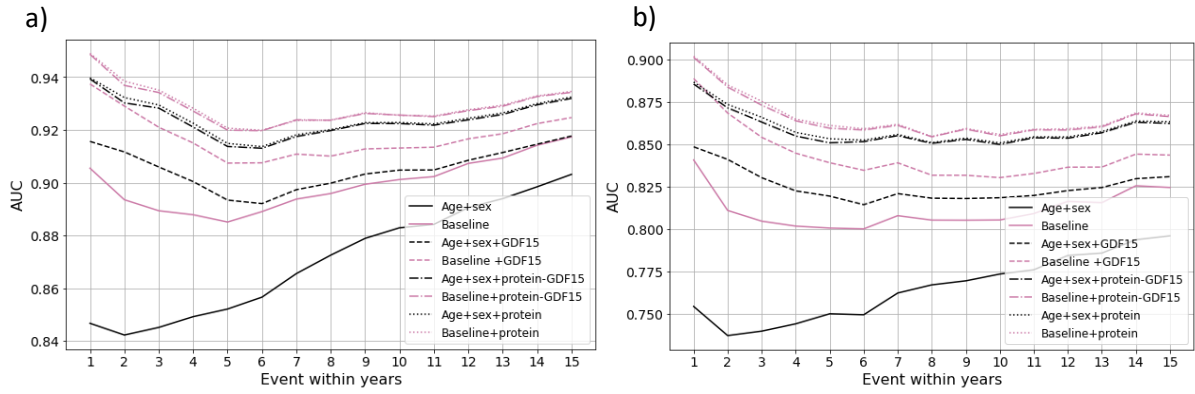 a)
0.94
0.92
0.90
0.88
0.86
0.84
AUC
1 2 3 4 5 6 7 8 9 10 11 12 13 14 15
Event within years
Age+sex
Baseline
Age+sex+GDF15
Baseline +GDF15
Age+sex+protein-GDF15
Baseline+protein-GDF15
Age+sex+protein
Baseline+protein
b)
0.900
0.875
0.850
0.825
0.800
0.775
0.750
AUC
1 2 3 4 5 6 7 8 9 10 11 12 13 14 15
Event within years
Age+sex
Baseline
Age+sex+GDF15
Baseline +GDF15
Age+sex+protein-GDF15
Baseline+protein-GDF15
Age+sex+protein
Baseline+protein